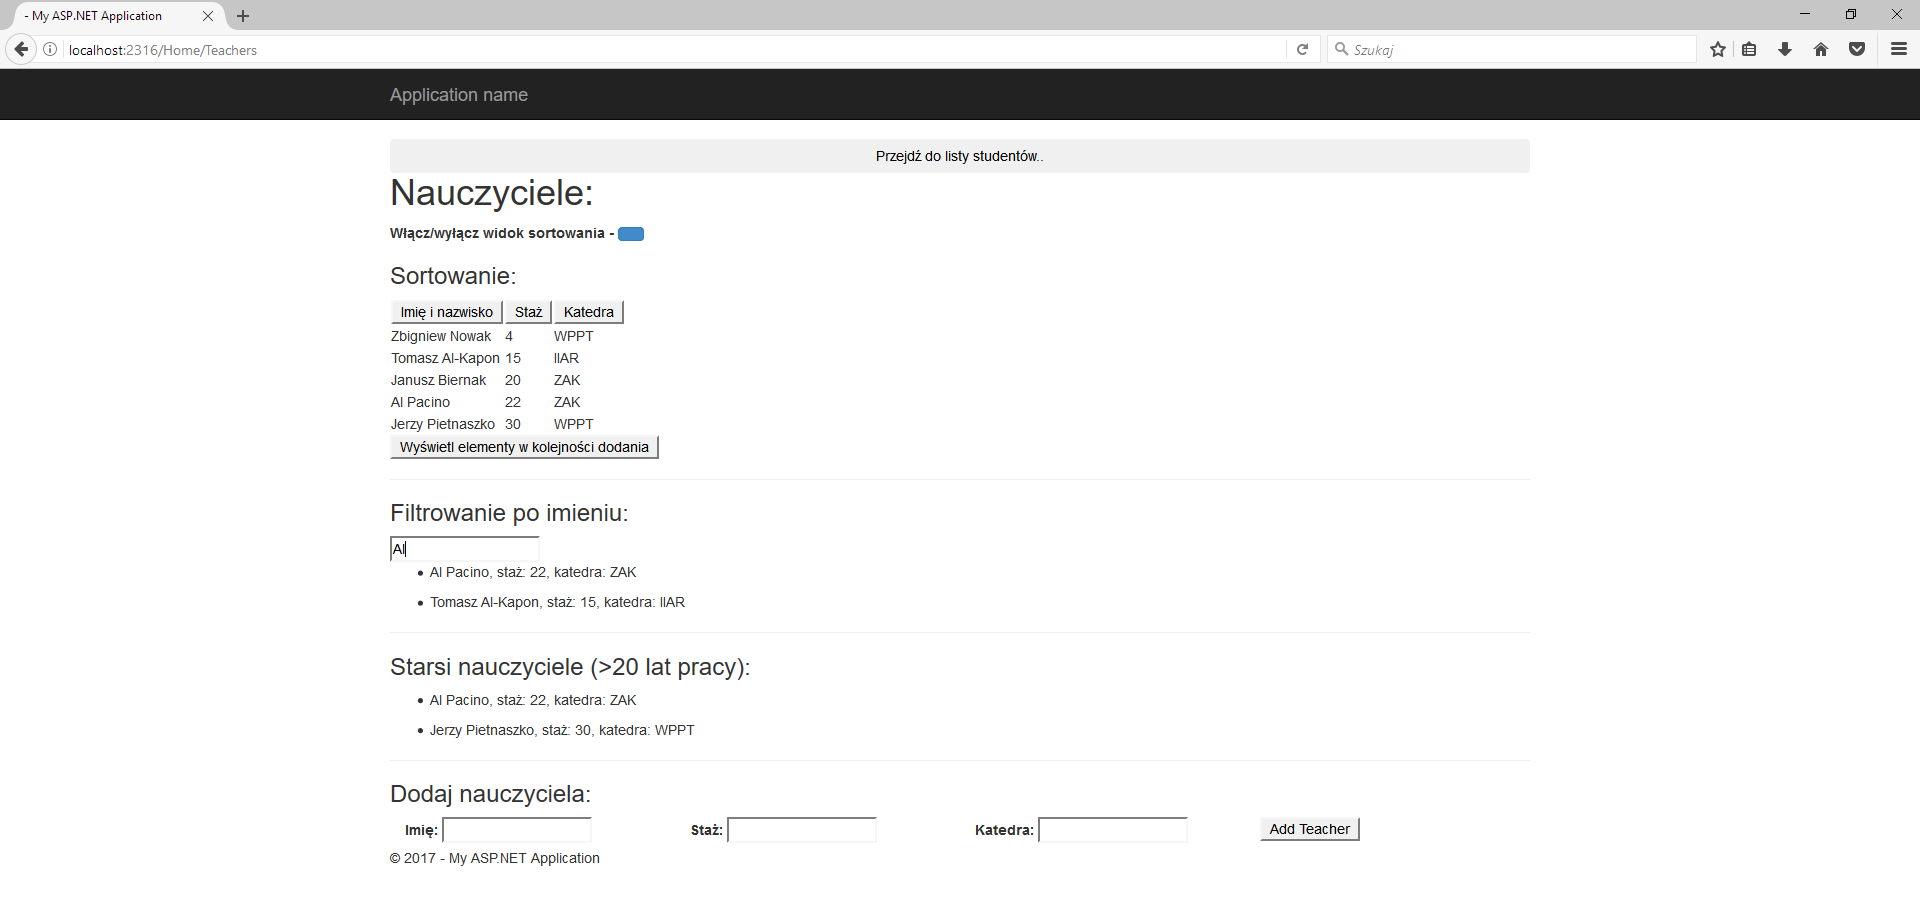 - My ASP.NET Application
localhost:2316/Home/Teachers
Szukaj
Application name
Przejdź do listy studentów..
Nauczyciele:
Włącz/wyłącz widok sortowania -
Sortowanie:
Imię i nazwisko Staż Katedra
Zbigniew Nowak 4 WPPT
Tomasz Al-Kapon 15 IIAR
Janusz Biernak 20 ZAK
Al Pacino 22 ZAK
Jerzy Pietnaszko 30 WPPT
Wyświetl elementy w kolejności dodania
Filtrowanie po imieniu:
Al
• Al Pacino, staż: 22, katedra: ZAK
• Tomasz Al-Kapon, staż: 15, katedra: IIAR
Starsi nauczyciele (>20 lat pracy):
• Al Pacino, staż: 22, katedra: ZAK
• Jerzy Pietnaszko, staż: 30, katedra: WPPT
Dodaj nauczyciela:
Imię: Staż: Katedra: Add Teacher
© 2017 - My ASP.NET Application